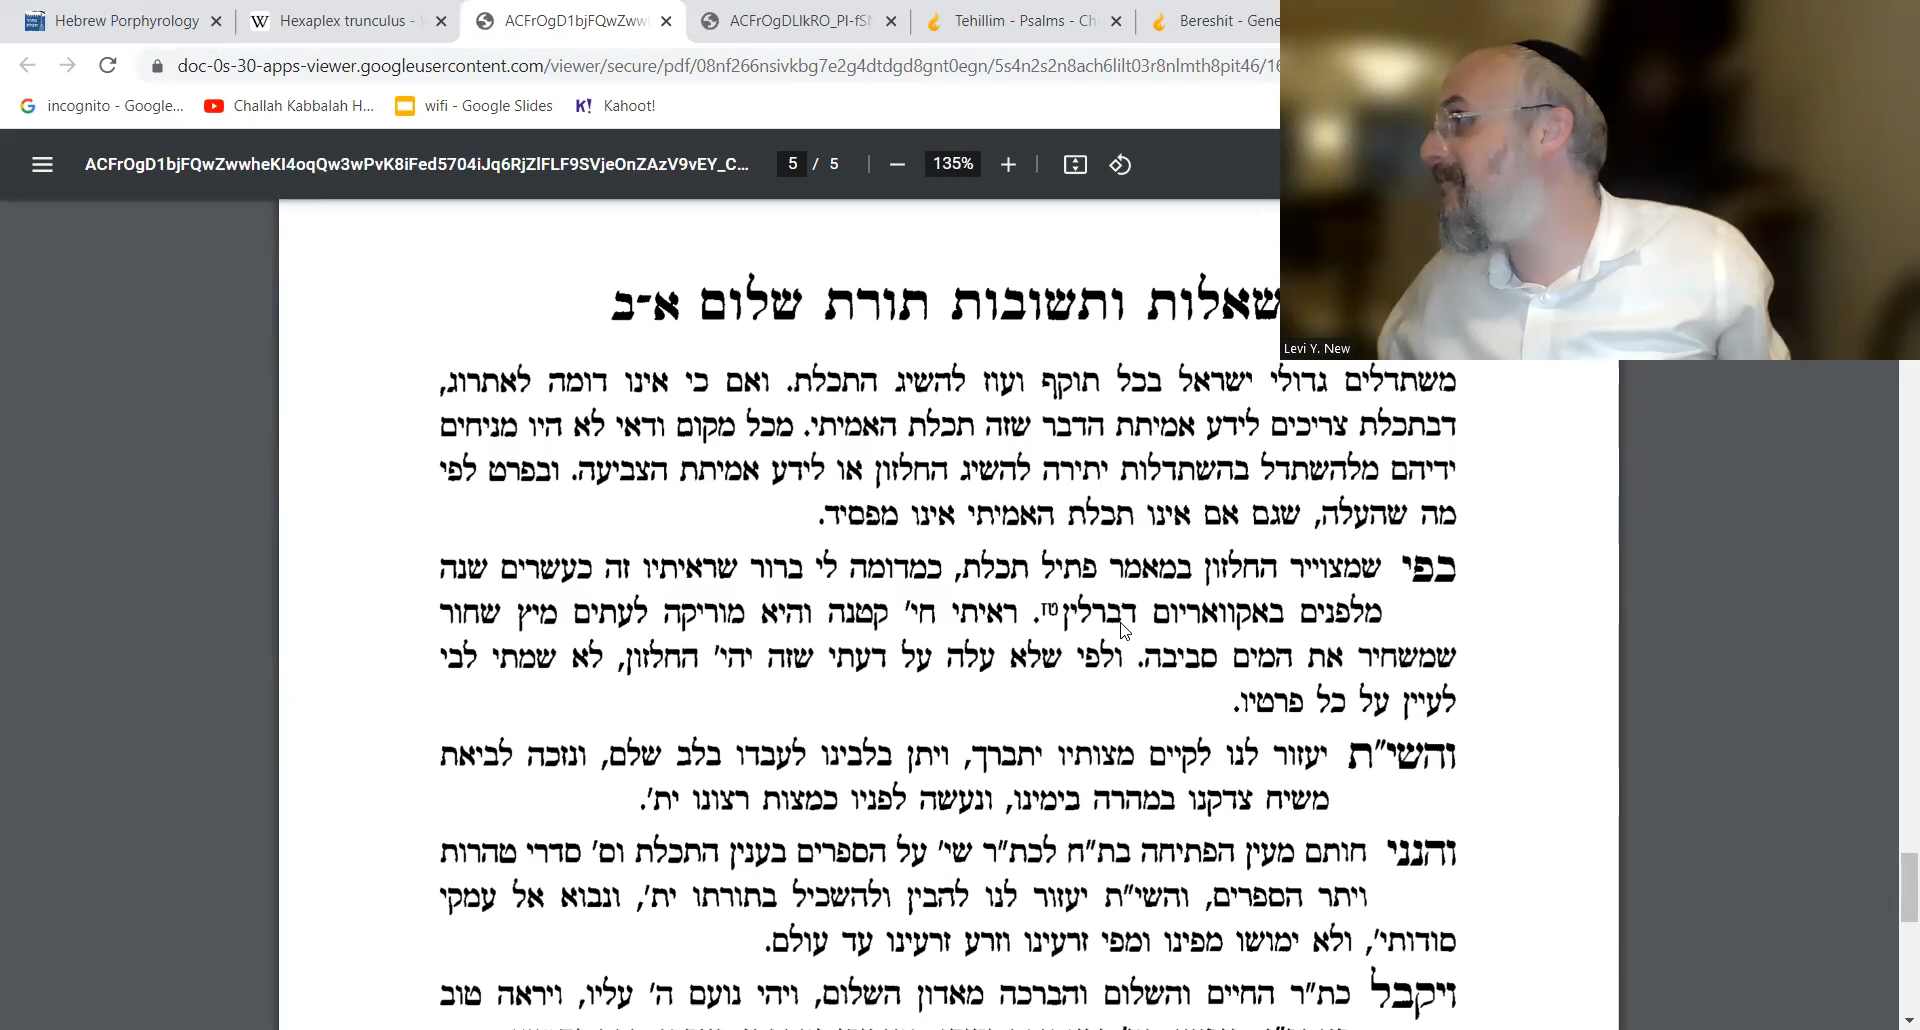 Hebrew Porphyrology
Hexaplex trunculus -
ACFrOgD1bjFQwZww
ACFrOgDLIkRO_PI-fSI
Tehillim - Psalms - Ch
Bereshit - Gene
doc-0s-30-apps-viewer.googleusercontent.com/viewer/secure/pdf/08nf266nsivkbg7e2g4dtdgd8gnt0egn/5s4n2s2n8ach6lilt03r8nlmth8pit46/16
incognito - Google...
Challah Kabbalah H...
wifi - Google Slides
Kahoot!
ACFrOgD1bjFQwZwwheKI4oqQw3wPvK8iFed5704iJq6RjZlFLF9SVjeOnZAzV9vEY_C...
5 / 5
135%
Levi Y. New
שאלות ותשובות תורת שלום א-ב
משתדלים גדולי ישראל בכל תוקף ועוז להשיג התכלת. ואם כי אינו דומה לאתרוג,
דבתכלת צריכים לידע אמיתת הדבר שזה תכלת האמיתי. מכל מקום ודאי לא היו מניחים
ידיהם מלהשתדל בהשתדלות יתירה להשיג החלזון או לידע אמיתת הצביעה. ובפרט לפי
מה שהעלה, שגם אם אינו תכלת האמיתי אינו מפסיד.
כפי שמצוייר החלזון במאמר פתיל תכלת, כמדומה לי ברור שראיתיו זה כעשרים שנה
מלפנים באקוואריום דברלין טז. ראיתי חי' קטנה והיא מוריקה לעתים מיץ שחור
שמשחיר את המים סביבה. ולפי שלא עלה על דעתי שזה יהי' החלזון, לא שמתי לבי
לעיין על כל פרטיו.
והשי"ת יעזור לנו לקיים מצותיו יתברך, ויתן בלבינו לעבדו בלב שלם, ונזכה לביאת
משיח צדקנו במהרה בימינו, ונעשה לפניו כמצות רצונו ית'.
והנני חותם מעין הפתיחה בת"ח לכת"ר שי' על הספרים בענין התכלת וס' סדרי טהרות
ויתר הספרים, והשי"ת יעזור לנו להבין ולהשכיל בתורתו ית', ונבוא אל עמקי
סודותי', ולא ימושו מפינו ומפי זרעינו וזרע זרעינו עד עולם.
ויקבל כת"ר החיים והשלום והברכה מאדון השלום, ויהי נועם ה' עליו, ויראה טוב